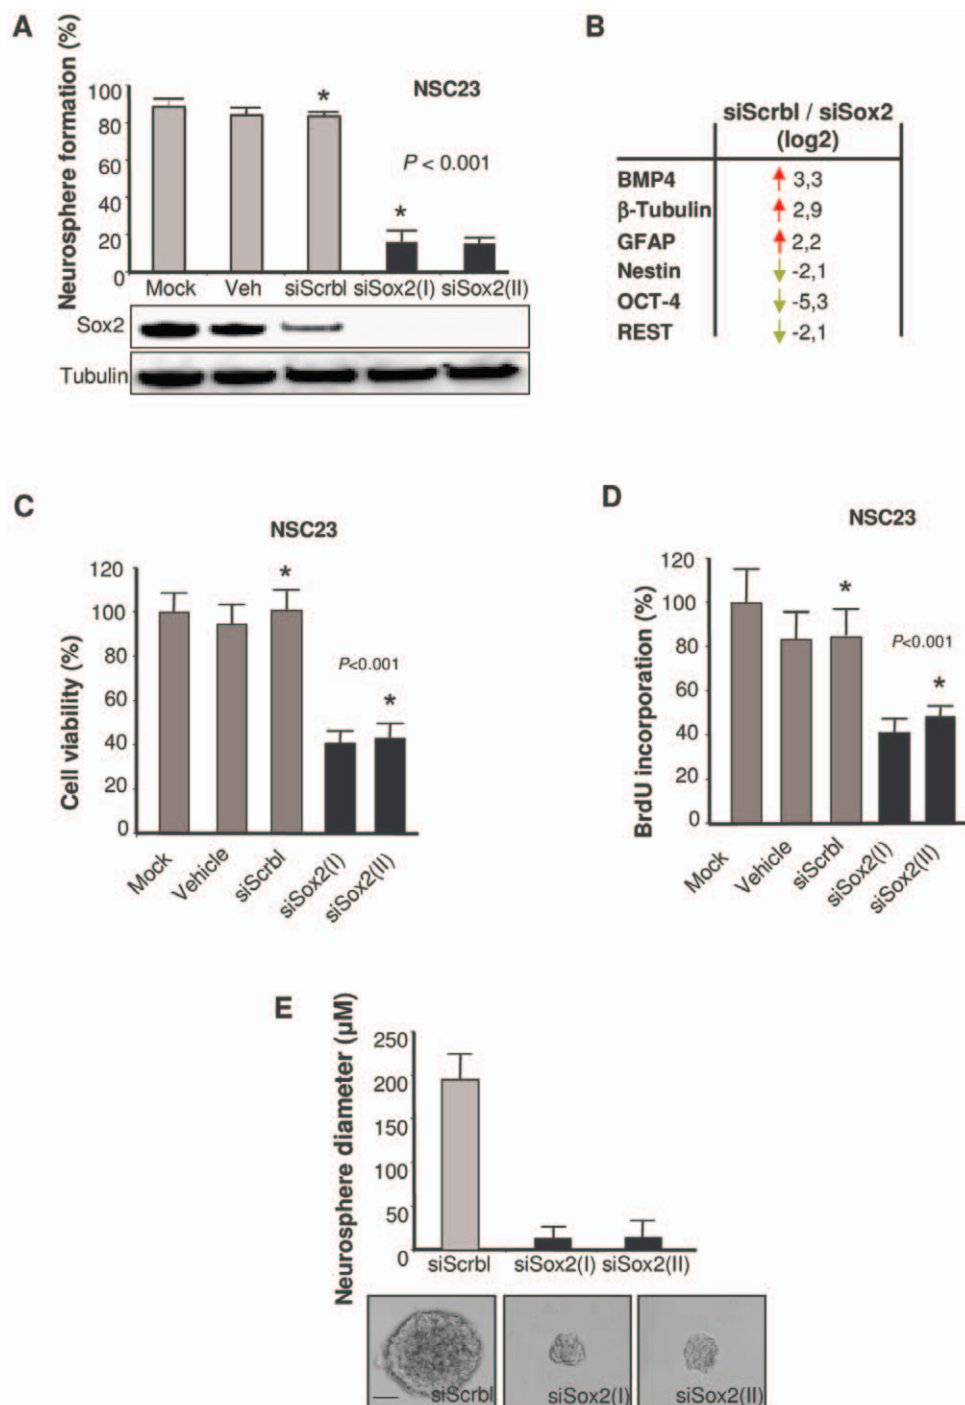 A
Neurosphere formation (%)
NSC23
100
80
60
40
20
0
*
P < 0.001
*
Mock Veh siScrbl siSox2(I) siSox2(II)
Sox2
Tubulin
B
siScrbl / siSox2
(log2)
BMP4 3,3
β-Tubulin 2,9
GFAP 2,2
Nestin -2,1
OCT-4 -5,3
REST -2,1
C
NSC23
Cell viability (%)
120
100
80
60
40
20
0
*
P<0.001
*
Mock
Vehicle
siScrbl
siSox2(I)
siSox2(II)
D
NSC23
BrdU incorporation (%)
120
100
80
60
40
20
0
*
P<0.001
*
Mock
Vehicle
siScrbl
siSox2(I)
siSox2(II)
E
Neurosphere diameter (µM)
250
200
150
100
50
0
siScrbl siSox2(I) siSox2(II)
siScrbl siSox2(I) siSox2(II)